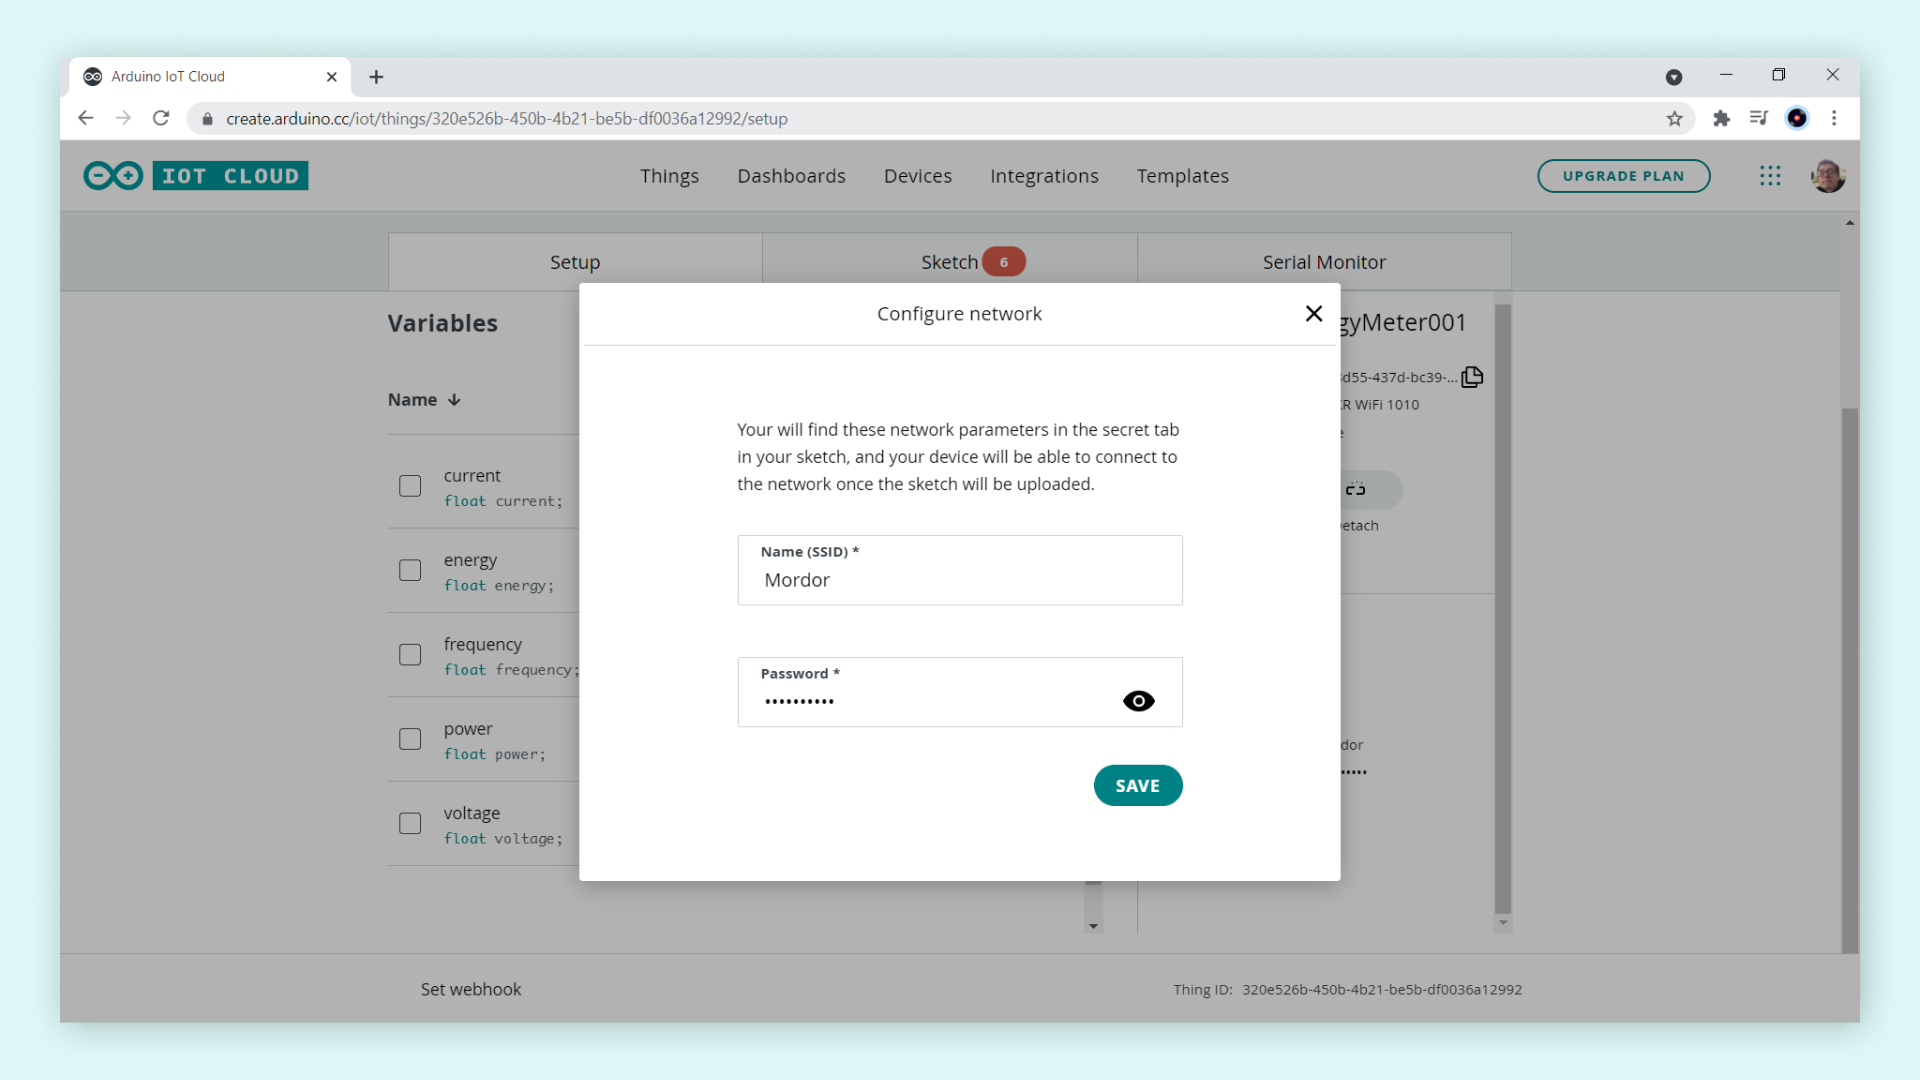 Arduino IoT Cloud
create.arduino.cc/iot/things/320e526b-450b-4b21-be5b-df0036a12992/setup
IOT CLOUD
Things Dashboards Devices Integrations Templates
UPGRADE PLAN
Setup Sketch 6 Serial Monitor
Configure network
Variables
gyMeter001
d55-437d-bc39-...
R WiFi 1010
Name
Your will find these network parameters in the secret tab
in your sketch, and your device will be able to connect to
the network once the sketch will be uploaded.
current
float current;
etach
energy
float energy;
Name (SSID) *
Mordor
frequency
float frequency;
Password *
••••••••••
power
float power;
dor
•••••
SAVE
voltage
float voltage;
Set webhook
Thing ID: 320e526b-450b-4b21-be5b-df0036a12992